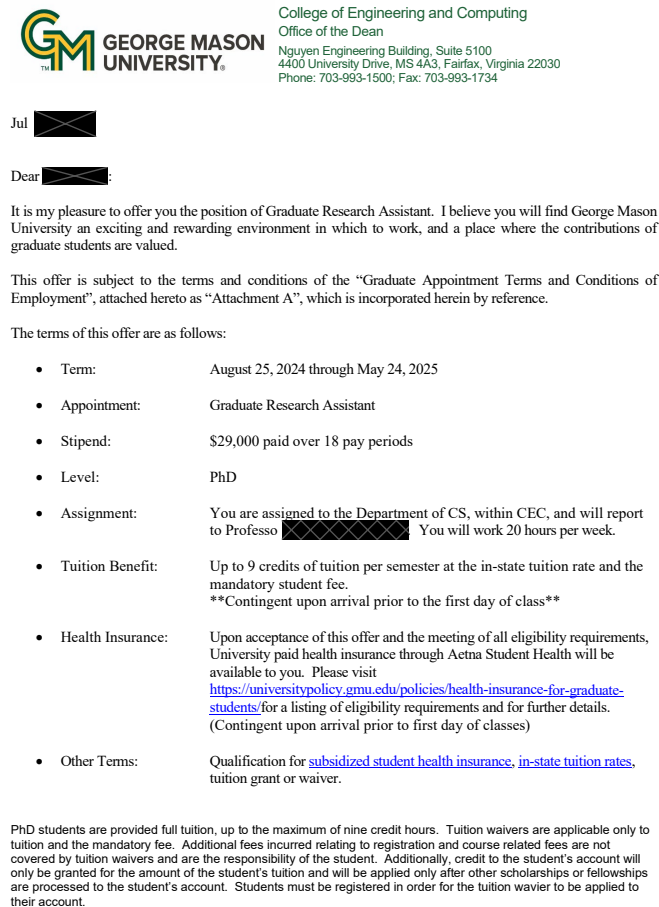 GEORGE MASON
UNIVERSITY®
TM
College of Engineering and Computing
Office of the Dean
Nguyen Engineering Building, Suite 5100
4400 University Drive, MS 4A3, Fairfax, Virginia 22030
Phone: 703-993-1500; Fax: 703-993-1734
Jul
Dear :
It is my pleasure to offer you the position of Graduate Research Assistant. I believe you will find George Mason
University an exciting and rewarding environment in which to work, and a place where the contributions of
graduate students are valued.
This offer is subject to the terms and conditions of the “Graduate Appointment Terms and Conditions of
Employment”, attached hereto as “Attachment A”, which is incorporated herein by reference.
The terms of this offer are as follows:
• Term: August 25, 2024 through May 24, 2025
• Appointment: Graduate Research Assistant
• Stipend: $29,000 paid over 18 pay periods
• Level: PhD
• Assignment: You are assigned to the Department of CS, within CEC, and will report
to Professo . You will work 20 hours per week.
• Tuition Benefit: Up to 9 credits of tuition per semester at the in-state tuition rate and the
mandatory student fee.
**Contingent upon arrival prior to the first day of class**
• Health Insurance: Upon acceptance of this offer and the meeting of all eligibility requirements,
University paid health insurance through Aetna Student Health will be
available to you. Please visit
https://universitypolicy.gmu.edu/policies/health-insurance-for-graduate-
students/for a listing of eligibility requirements and for further details.
(Contingent upon arrival prior to first day of classes)
• Other Terms: Qualification for subsidized student health insurance, in-state tuition rates,
tuition grant or waiver.
PhD students are provided full tuition, up to the maximum of nine credit hours. Tuition waivers are applicable only to
tuition and the mandatory fee. Additional fees incurred relating to registration and course related fees are not
covered by tuition waivers and are the responsibility of the student. Additionally, credit to the student’s account will
only be granted for the amount of the student’s tuition and will be applied only after other scholarships or fellowships
are processed to the student’s account. Students must be registered in order for the tuition wavier to be applied to
their account.